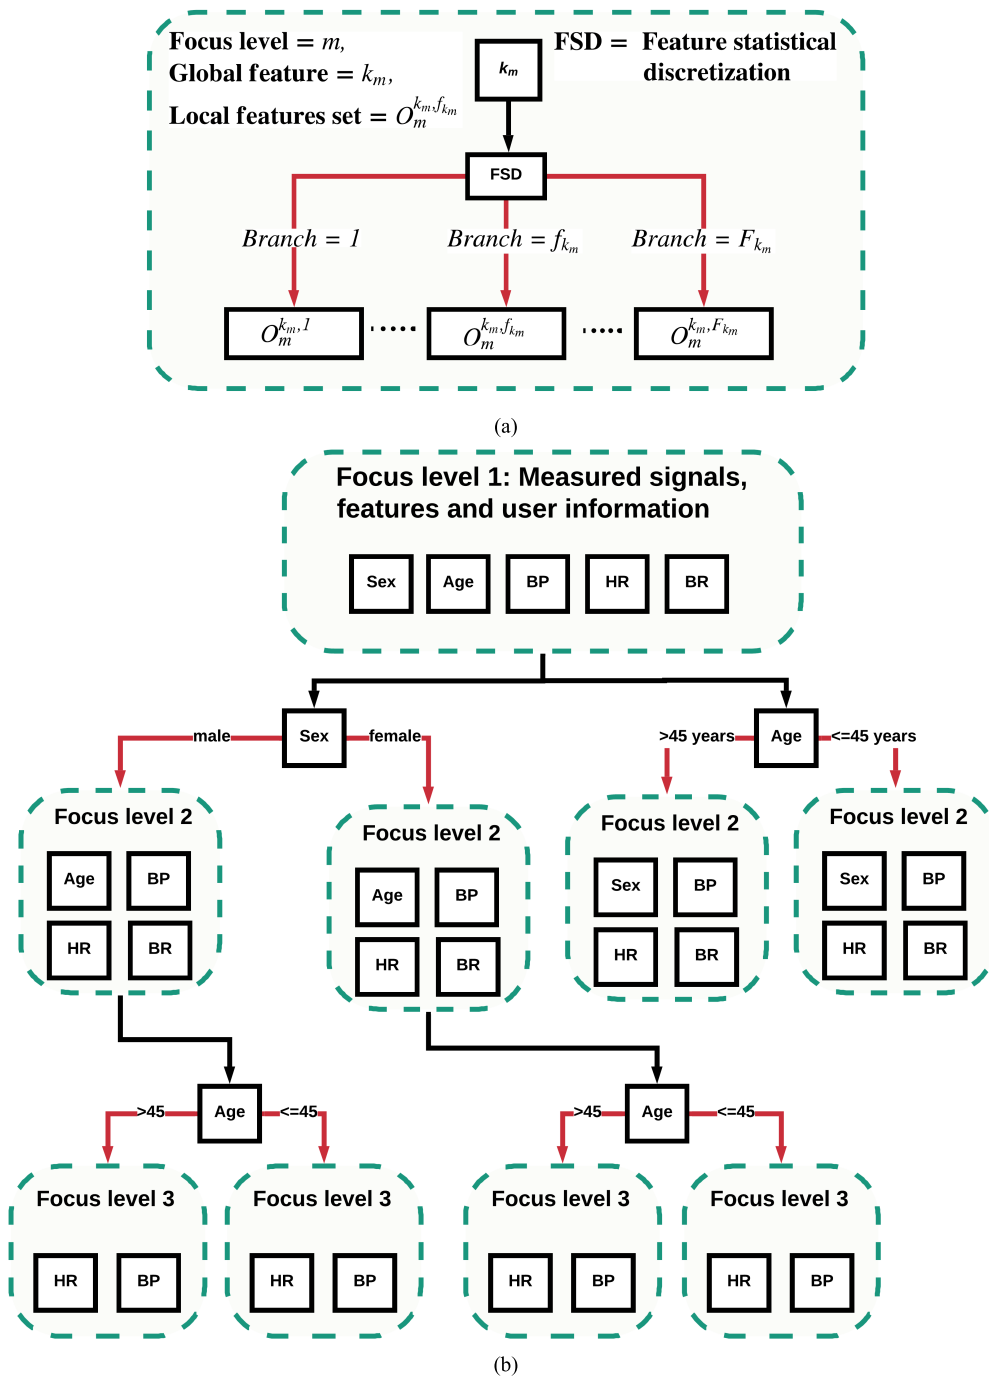 Focus level = m,
Global feature = k_m,
Local features set = O_m^{k_m, f_{k_m}}
k_m
FSD = Feature statistical
discretization
FSD
Branch = 1
Branch = f_{k_m}
Branch = F_{k_m}
O_m^{k_m, 1}
O_m^{k_m, f_{k_m}}
O_m^{k_m, F_{k_m}}
(a)
Focus level 1: Measured signals,
features and user information
Sex Age BP HR BR
male Sex female
>45 years Age <=45 years
Focus level 2
Age BP
HR BR
Focus level 2
Age BP
HR BR
Focus level 2
Sex BP
HR BR
Focus level 2
Sex BP
HR BR
>45 Age <=45
>45 Age <=45
Focus level 3
HR BP
Focus level 3
HR BP
Focus level 3
HR BP
Focus level 3
HR BP
(b)